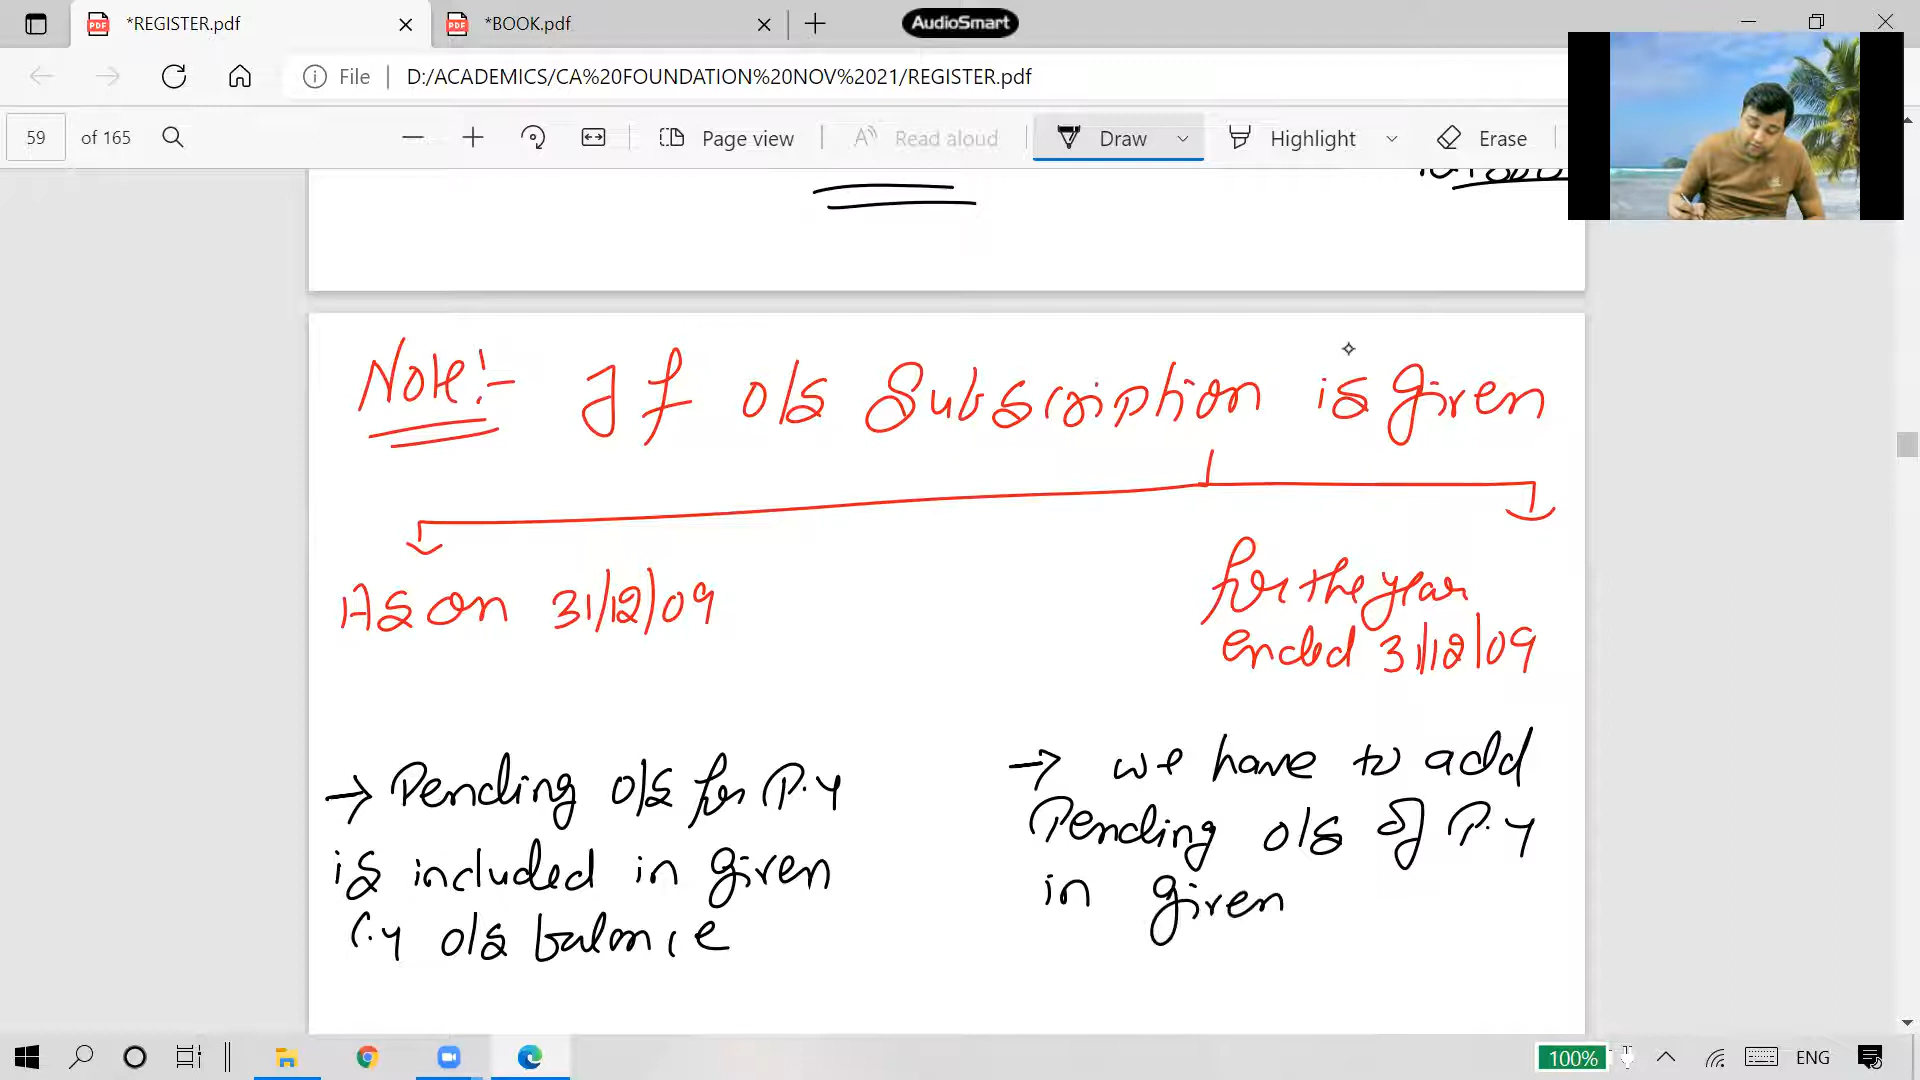 *REGISTER.pdf
*BOOK.pdf
AudioSmart
File
D:/ACADEMICS/CA%20FOUNDATION%20NOV%2021/REGISTER.pdf
59 of 165
Page view
Read aloud
Draw
Highlight
Erase
Note:- If o/s Subscription is given
As on 31/12/09
for the year
ended 31/12/09
→ Pending o/s for P.Y
is included in given
C.Y o/s balance
→ we have to add
Pending o/s of P.Y
in given
100%
ENG